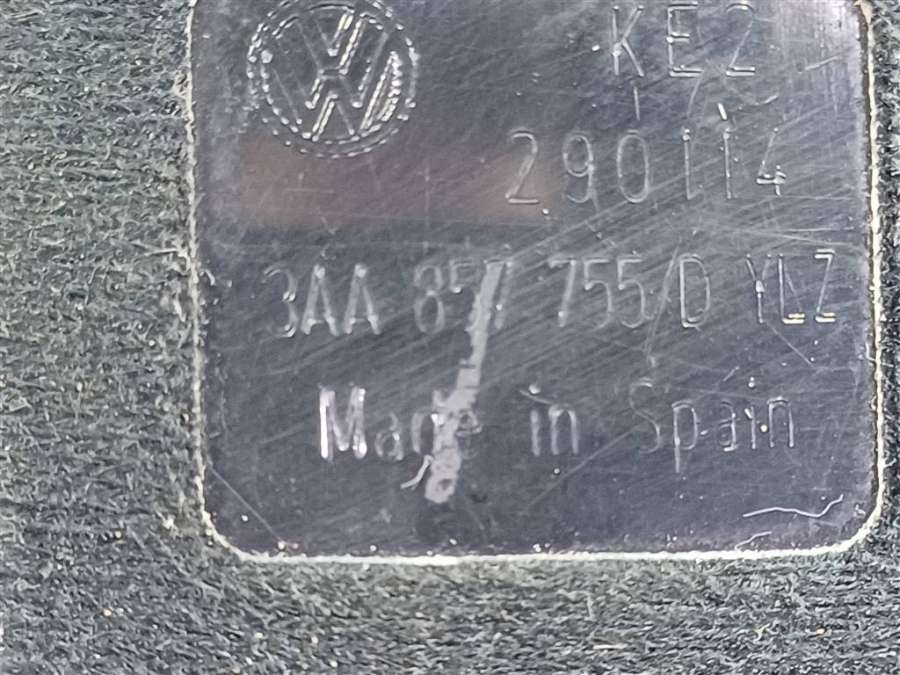 KE2
290114
3AA 857 755/D YLZ
Made in Spain